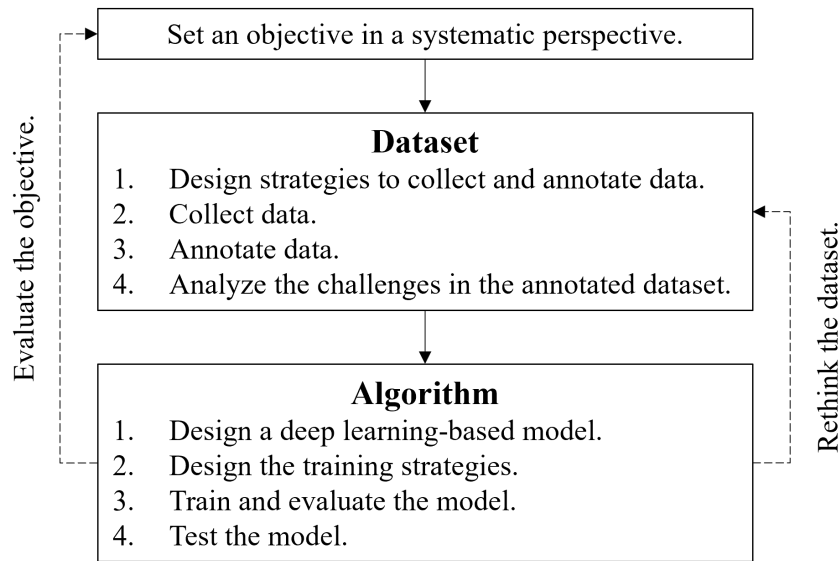 Set an objective in a systematic perspective.
Dataset
1. Design strategies to collect and annotate data.
2. Collect data.
3. Annotate data.
4. Analyze the challenges in the annotated dataset.
Algorithm
1. Design a deep learning-based model.
2. Design the training strategies.
3. Train and evaluate the model.
4. Test the model.
Evaluate the objective.
Rethink the dataset.